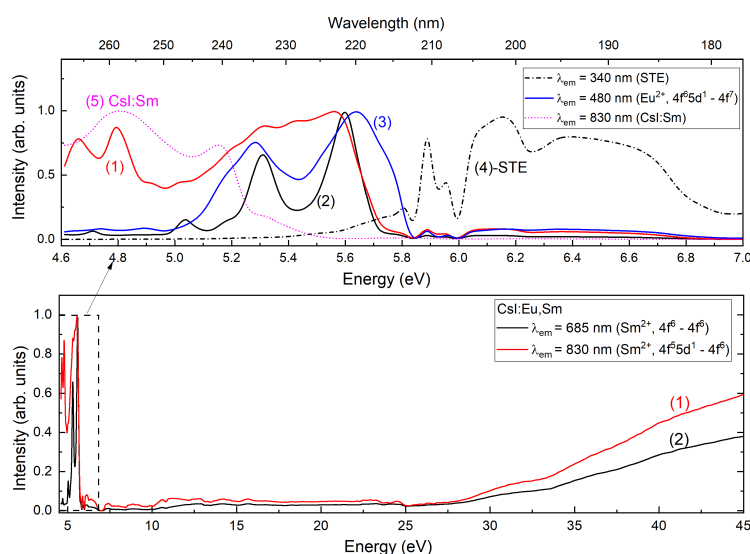 Wavelength (nm)
260 250 240 230 220 210 200 190 180
Intensity (arb. units)
1.0
0.5
0.0
(5) CsI:Sm
(1)
(2)
(3)
(4)-STE
λem = 340 nm (STE)
λem = 480 nm (Eu2+, 4f65d1 - 4f7)
λem = 830 nm (CsI:Sm)
4.6 4.8 5.0 5.2 5.4 5.6 5.8 6.0 6.2 6.4 6.6 6.8 7.0
Energy (eV)
Intensity (arb. units)
1.0
0.8
0.6
0.4
0.2
0.0
CsI:Eu,Sm
λem = 685 nm (Sm2+, 4f6 - 4f6)
λem = 830 nm (Sm2+, 4f55d1 - 4f6)
(1)
(2)
5 10 15 20 25 30 35 40 45
Energy (eV)